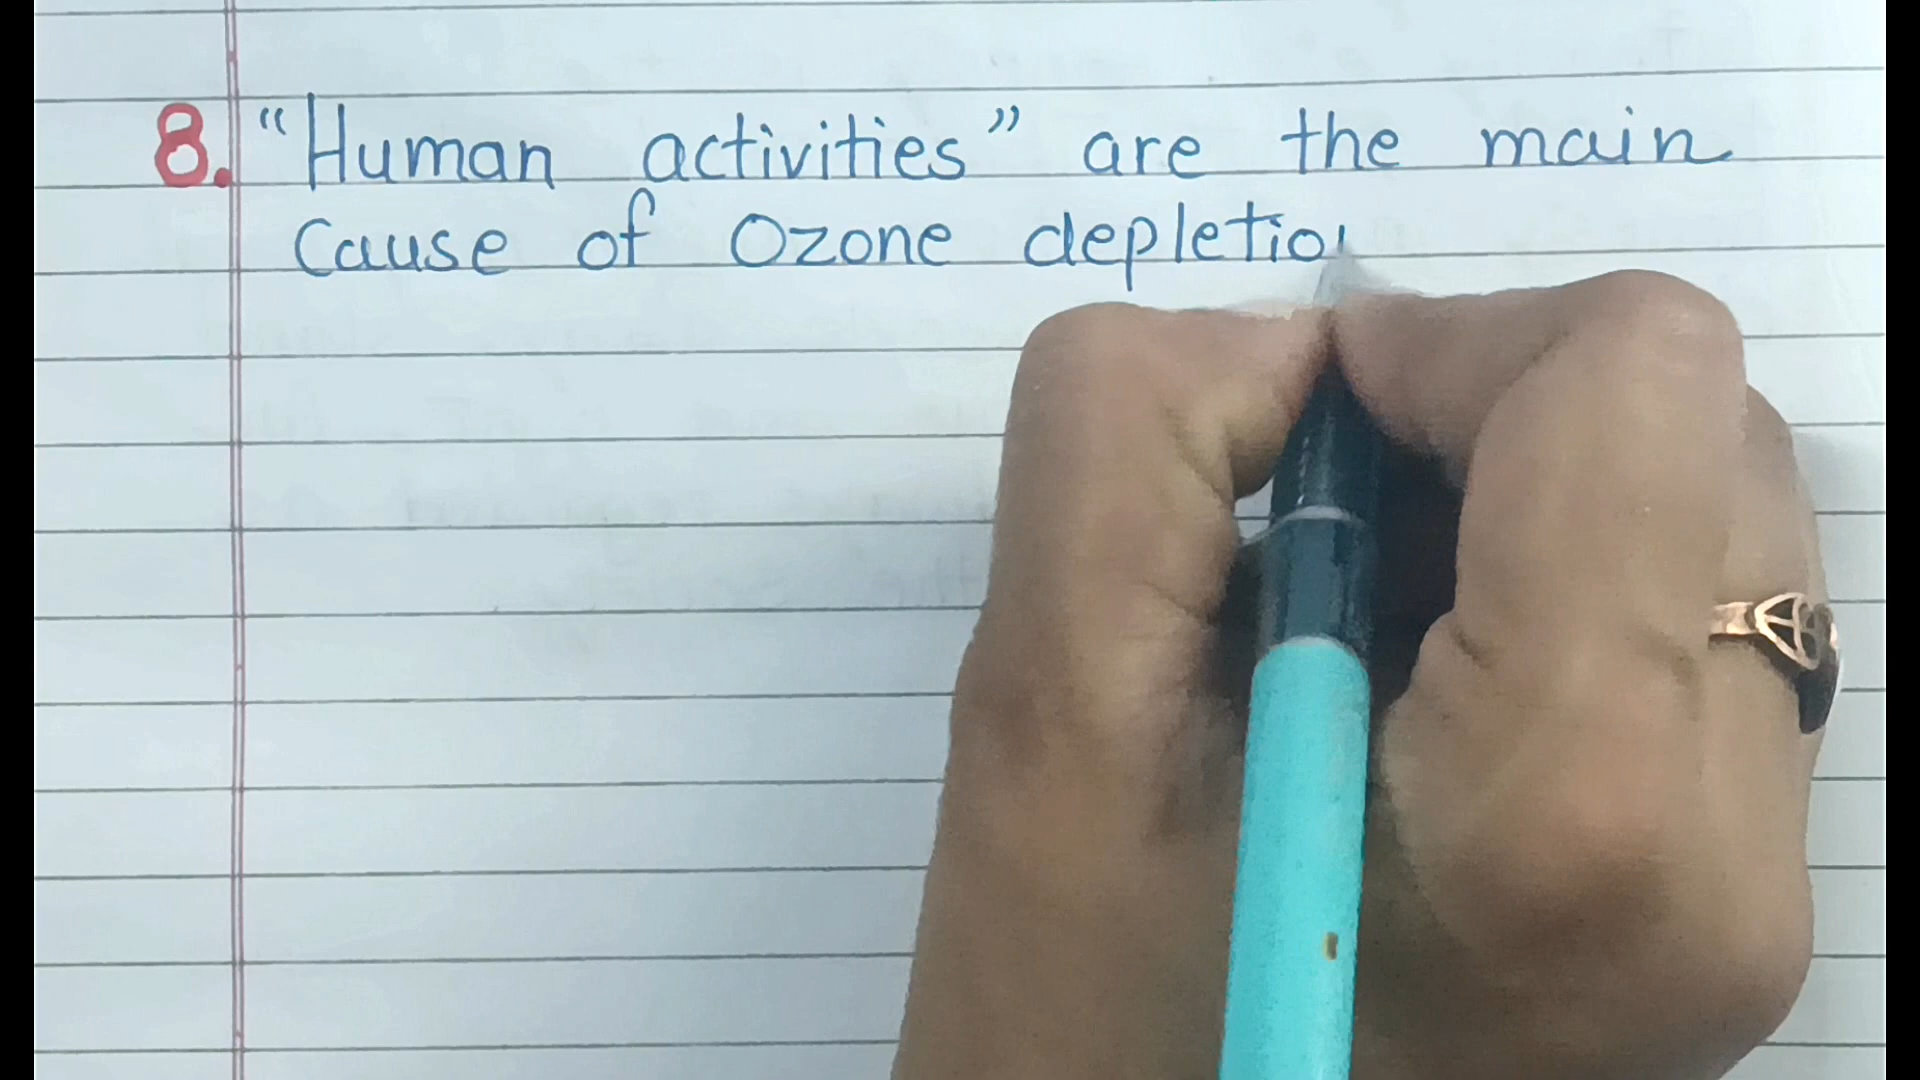 8. “Human activities” are the main
Cause of Ozone depletio